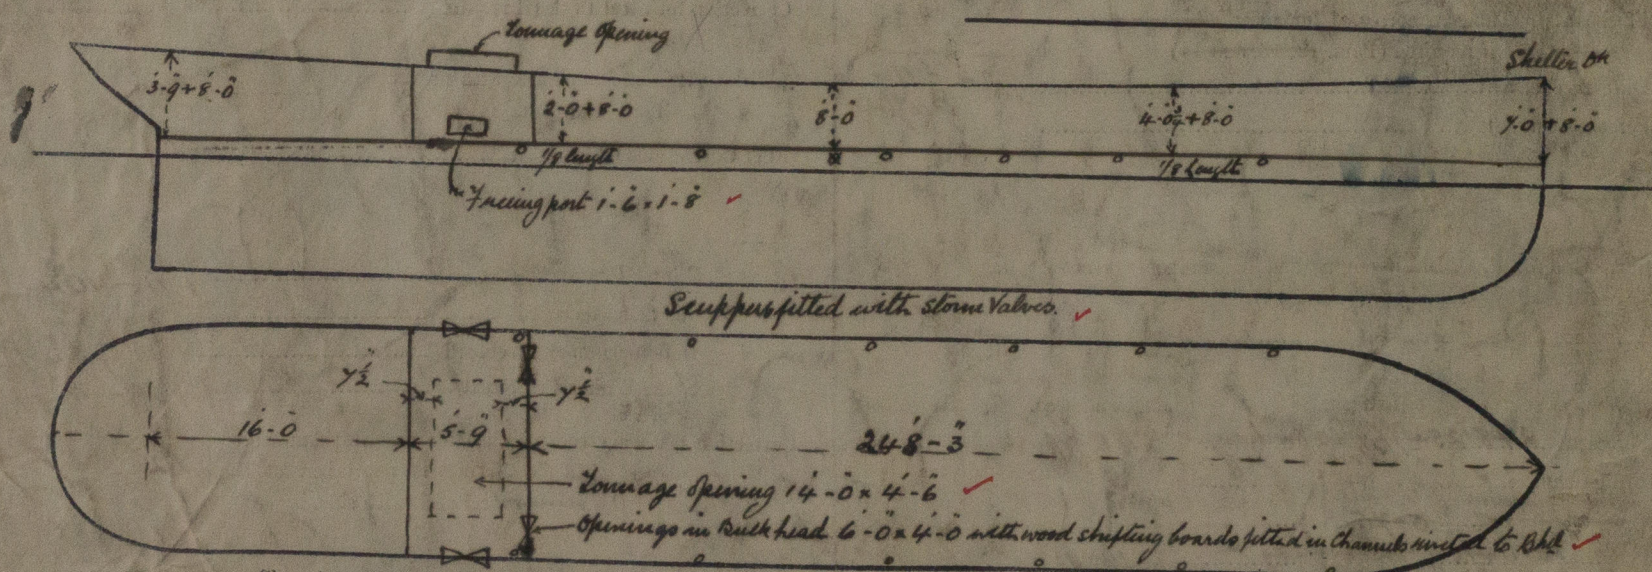 Tonnage Opening
Shelter Dk
3'-9"+8'-0"
2'-0"+8'-0"
8'-0"
4'-0¾"+8'-0"
7'-0"+8'-0"
1/8 length
1/8 length
Freeing port 1'-6" x 1'-8"
Scuppers fitted with storm Valves.
7½"
7½"
16'-0"
5'-9"
248'-3"
Tonnage opening 14'-0" x 4'-6"
Openings in Bulkhead 6'-0" x 4'-0" with wood shifting boards fitted in Channels riveted to Bhd